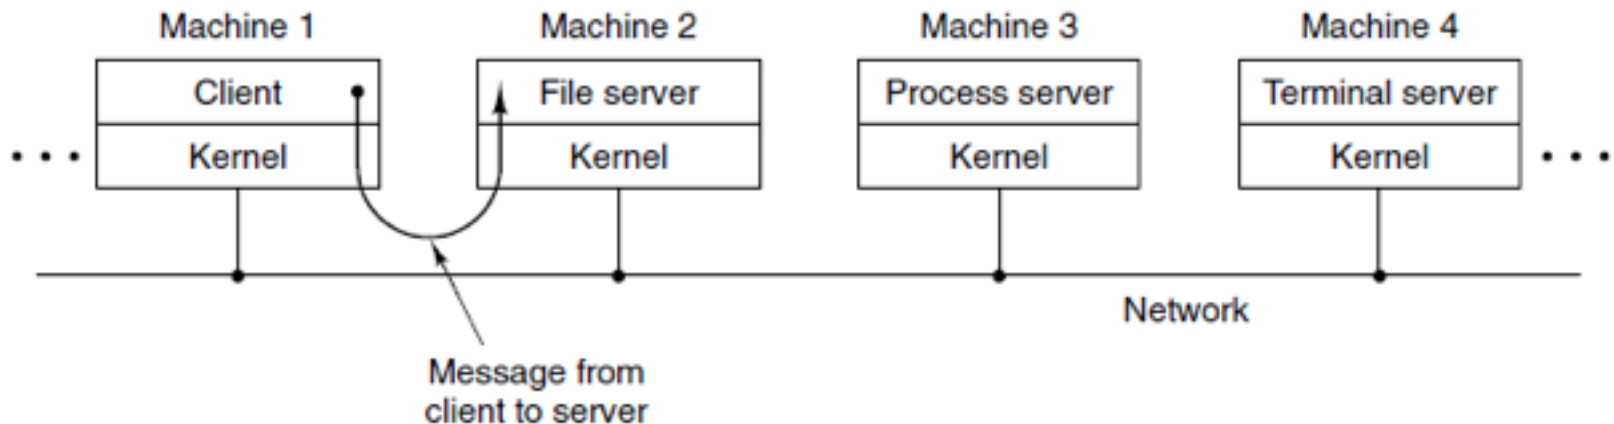 Machine 1
Machine 2
Machine 3
Machine 4
Client
File server
Process server
Terminal server
Kernel
Kernel
Kernel
Kernel
Network
Message from
client to server